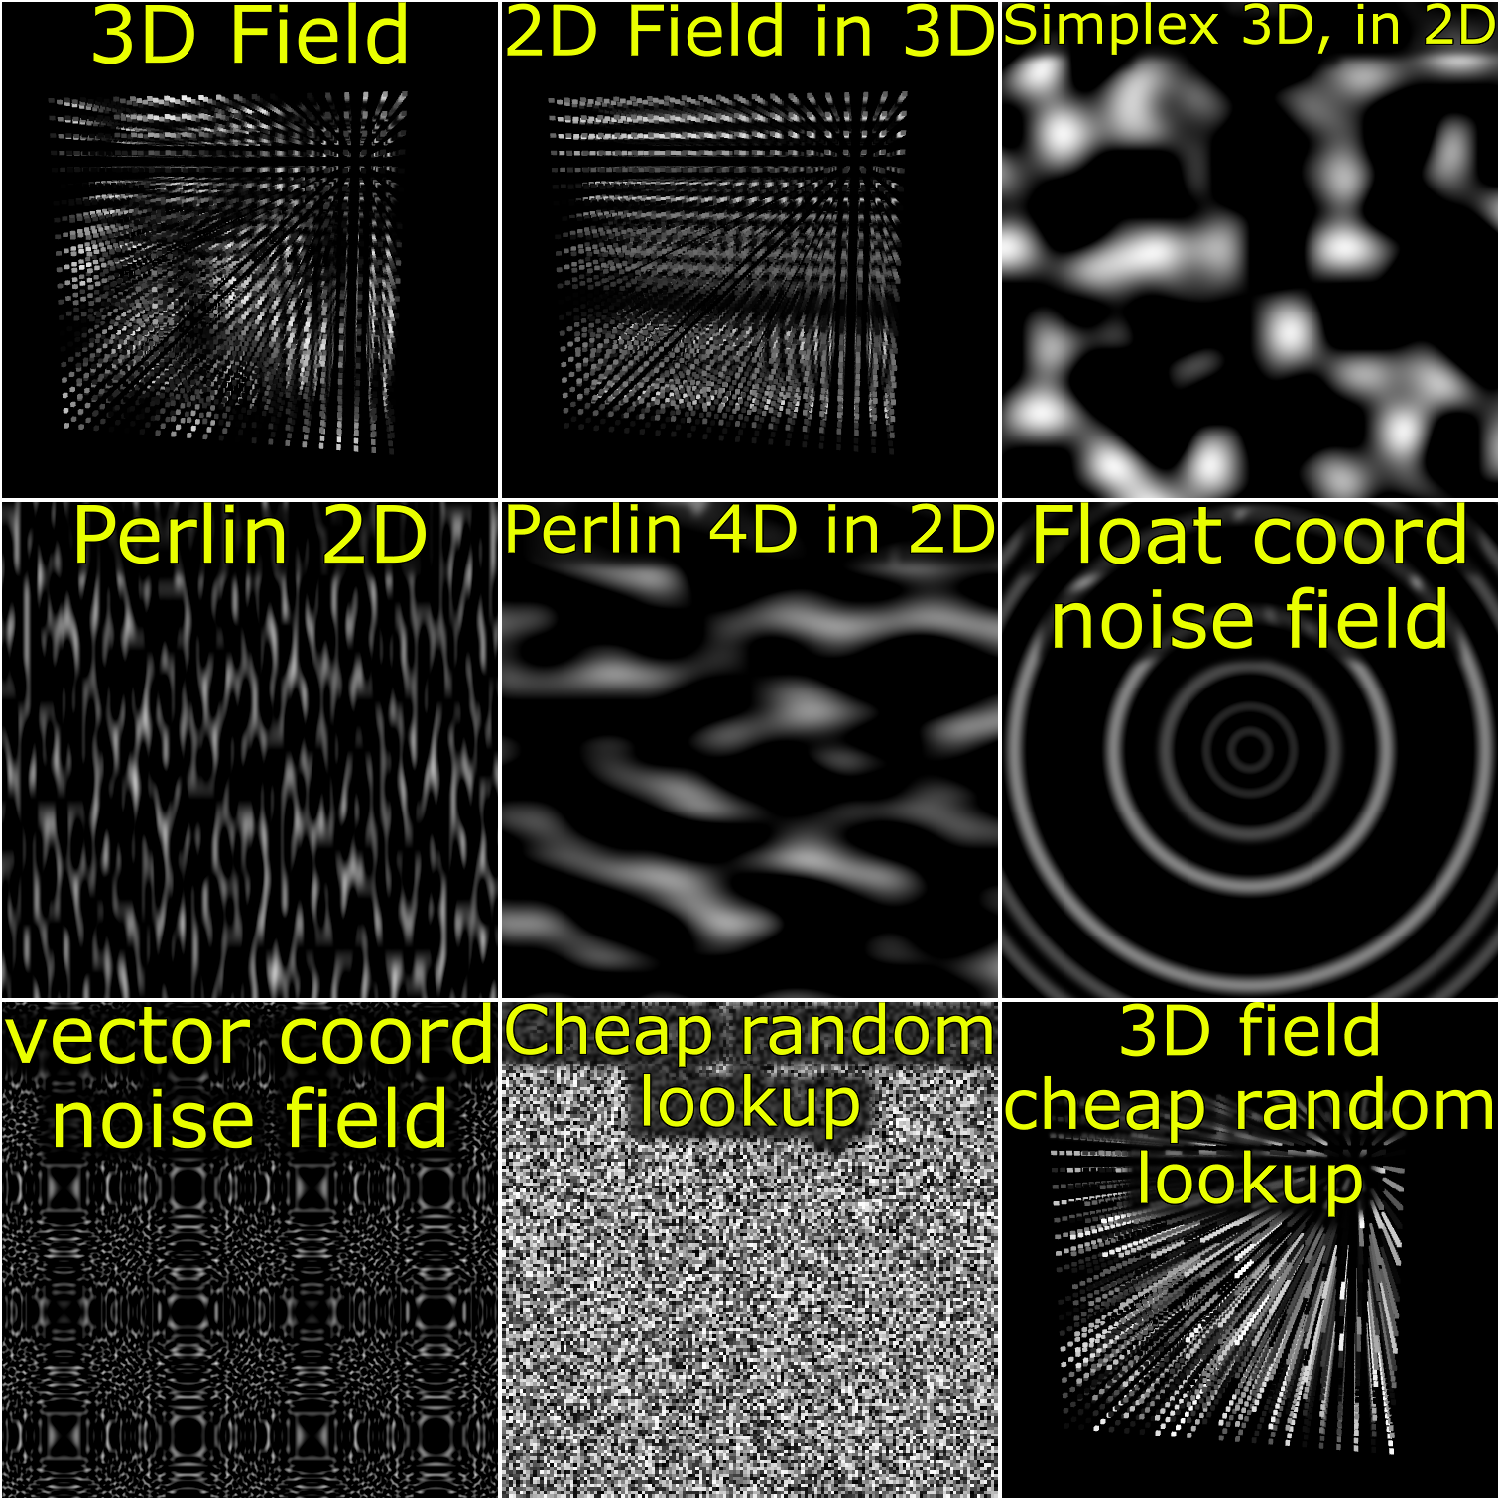 3D Field
2D Field in 3D
Simplex 3D, in 2D
Perlin 2D
Perlin 4D in 2D
Float coord
noise field
vector coord
noise field
Cheap random
lookup
3D field
cheap random
lookup